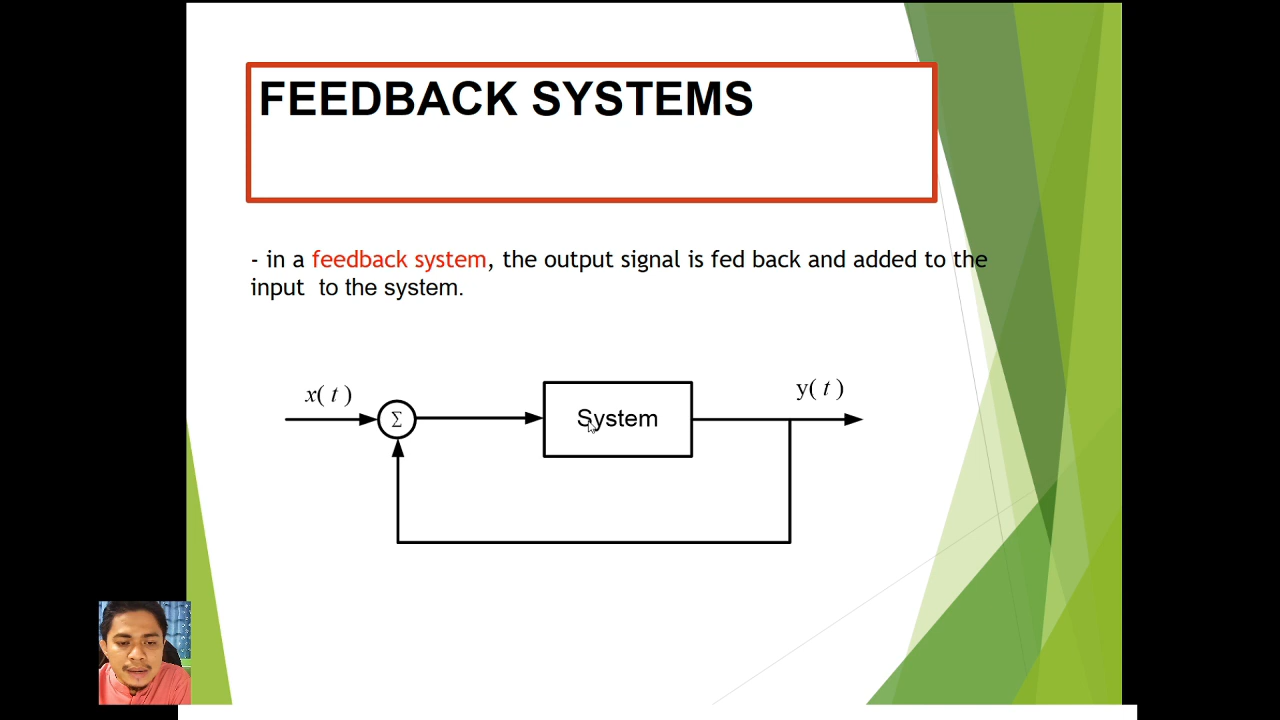 FEEDBACK SYSTEMS
- in a feedback system, the output signal is fed back and added to the
input to the system.
x( t )
y( t )
Σ
System